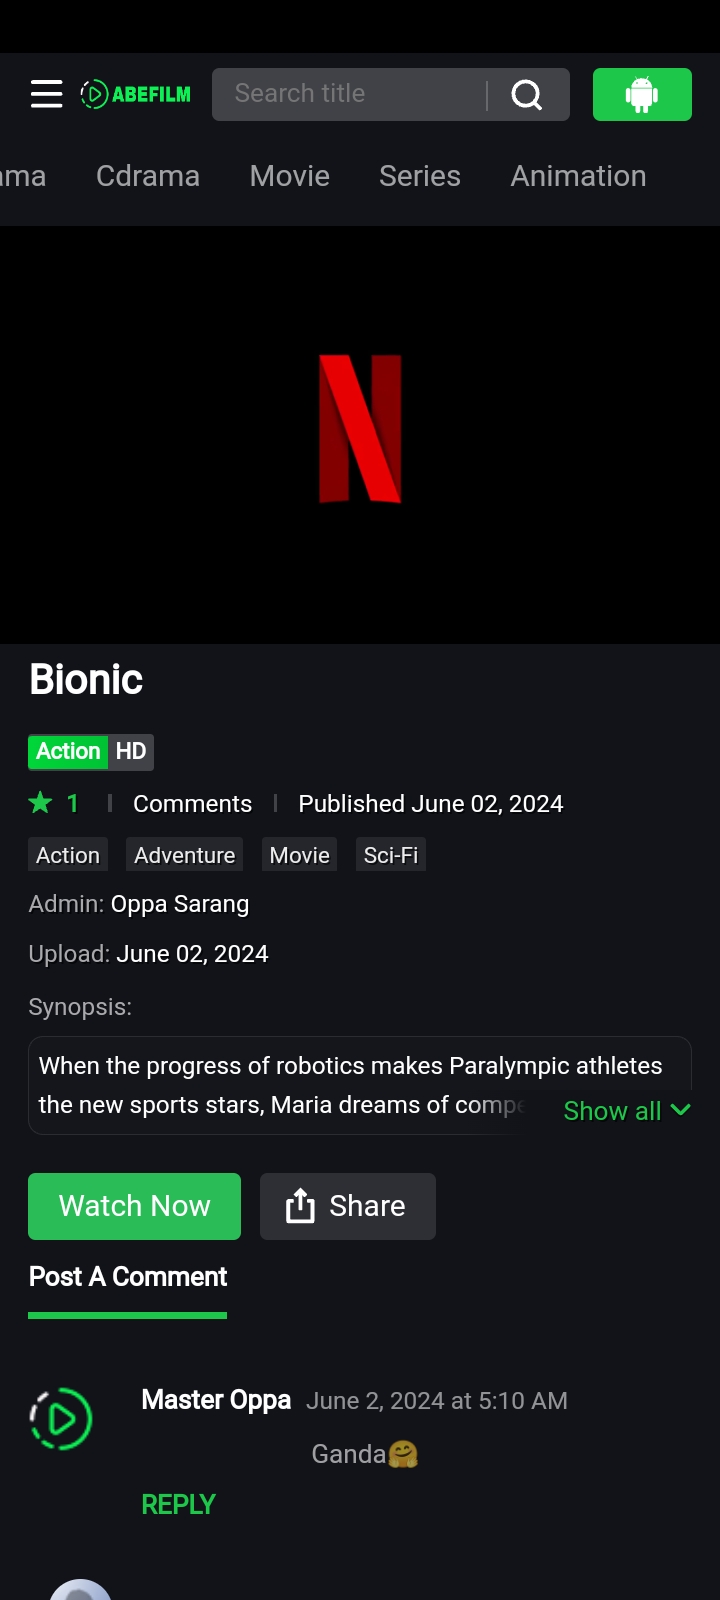 ABEFILM
Search title
ama Cdrama Movie Series Animation
N
Bionic
Action HD
1 | Comments | Published June 02, 2024
Action Adventure Movie Sci-Fi
Admin: Oppa Sarang
Upload: June 02, 2024
Synopsis:
When the progress of robotics makes Paralympic athletes
the new sports stars, Maria dreams of compe Show all
Watch Now Share
Post A Comment
Master Oppa June 2, 2024 at 5:10 AM
Ganda🤗
REPLY